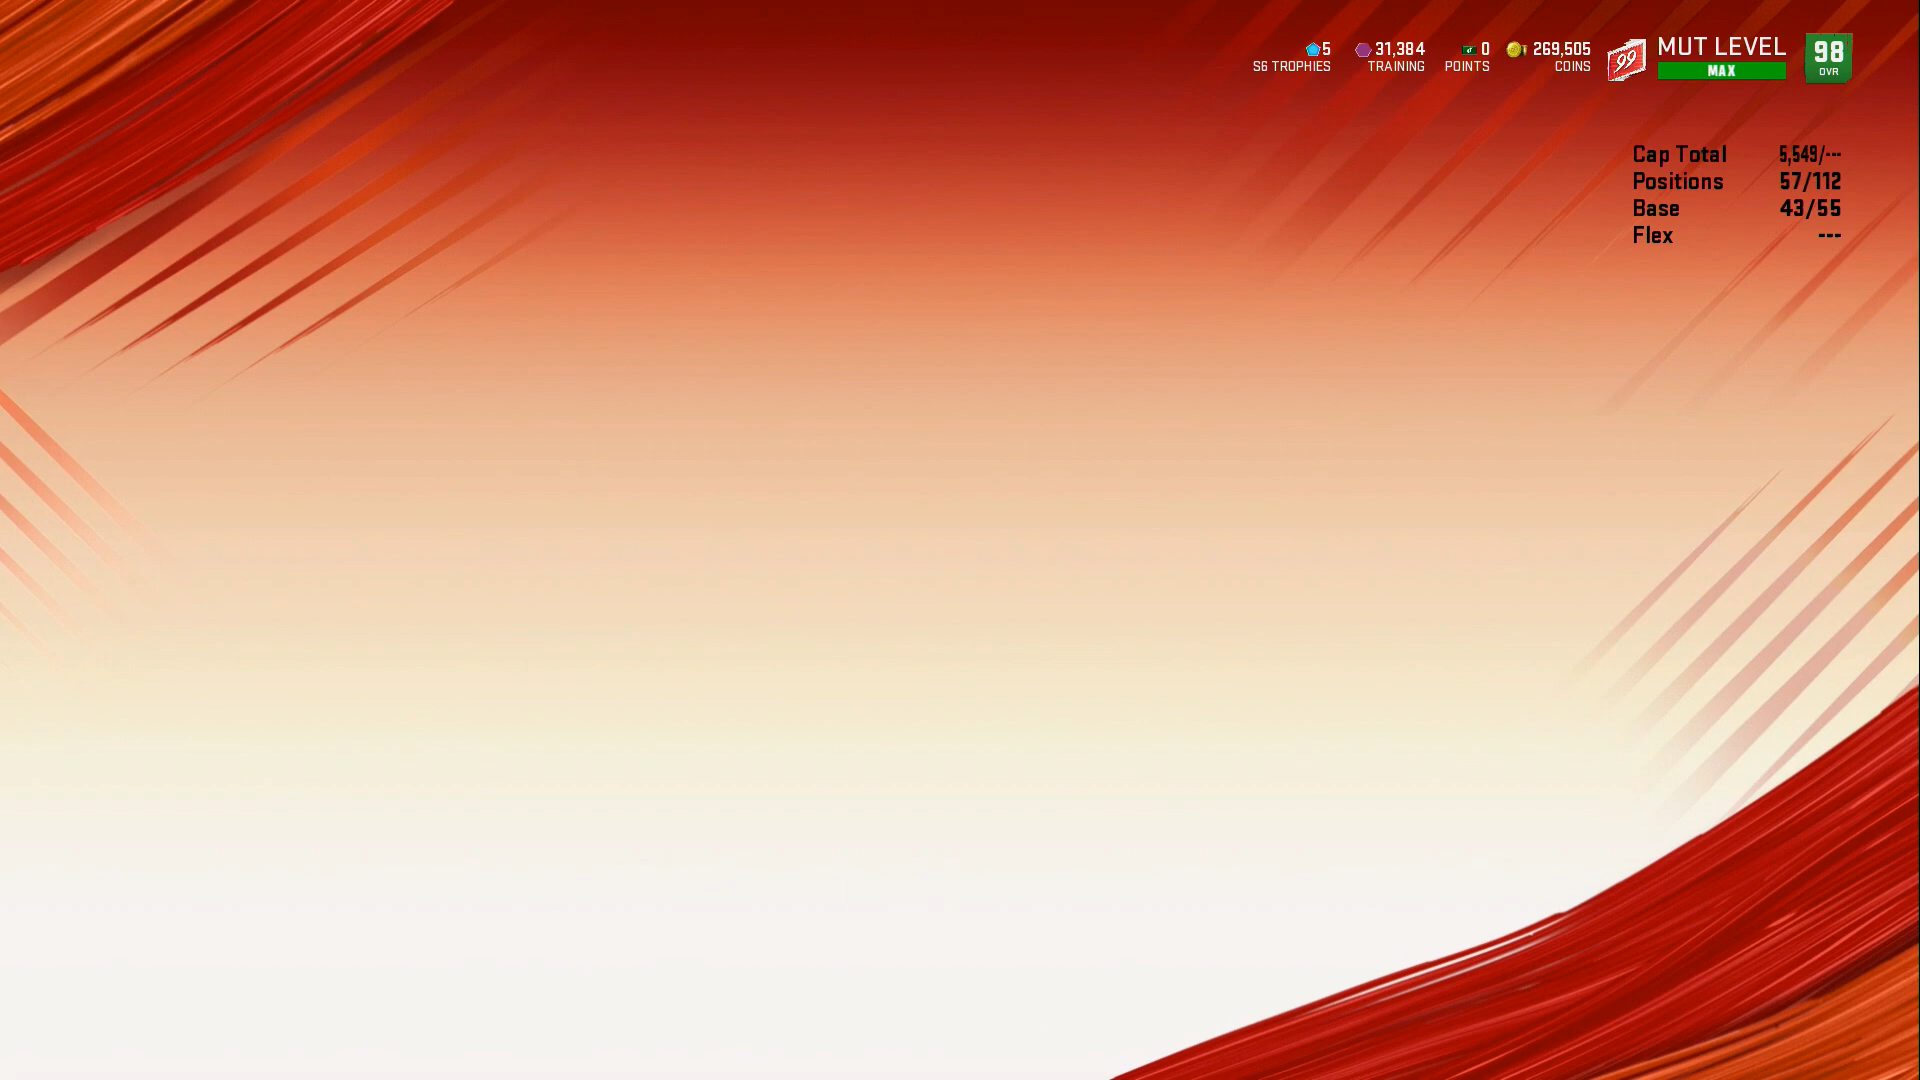 5 31,384 0 269,505 99 MUT LEVEL 98
S6 TROPHIES TRAINING POINTS COINS MAX OVR
Cap Total 5,549/---
Positions 57/112
Base 43/55
Flex ---